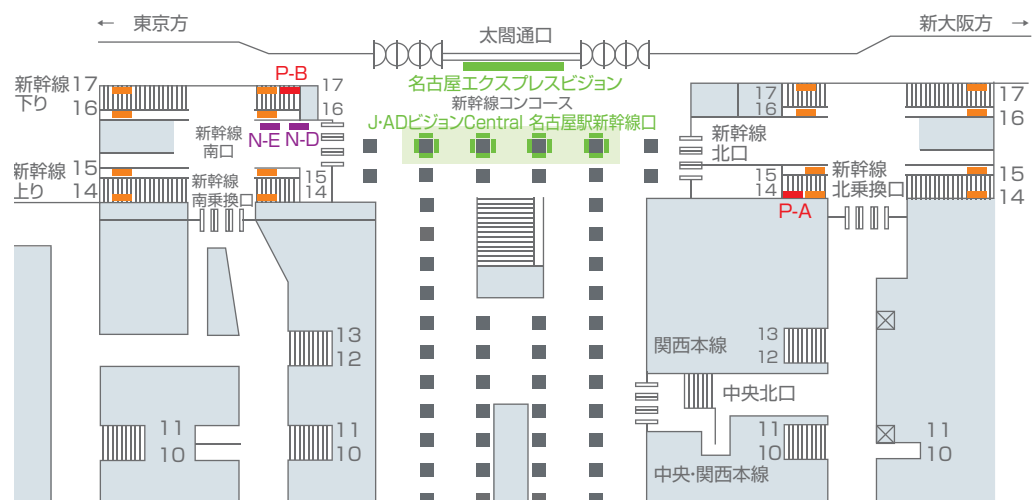 ← 東京方
新大阪方 →
太閤通口
名古屋エクスプレスビジョン
新幹線コンコース
J・ADビジョンCentral 名古屋駅新幹線口
新幹線 17
下り 16
P-B
17
16
新幹線
南口
N-E N-D
新幹線 15
上り 14
新幹線
南乗換口
15
14
17
16
新幹線
北口
17
16
15
14
P-A
新幹線
北乗換口
15
14
13
12
関西本線
13
12
中央北口
11
10
11
10
11
10
中央・関西本線
11
10